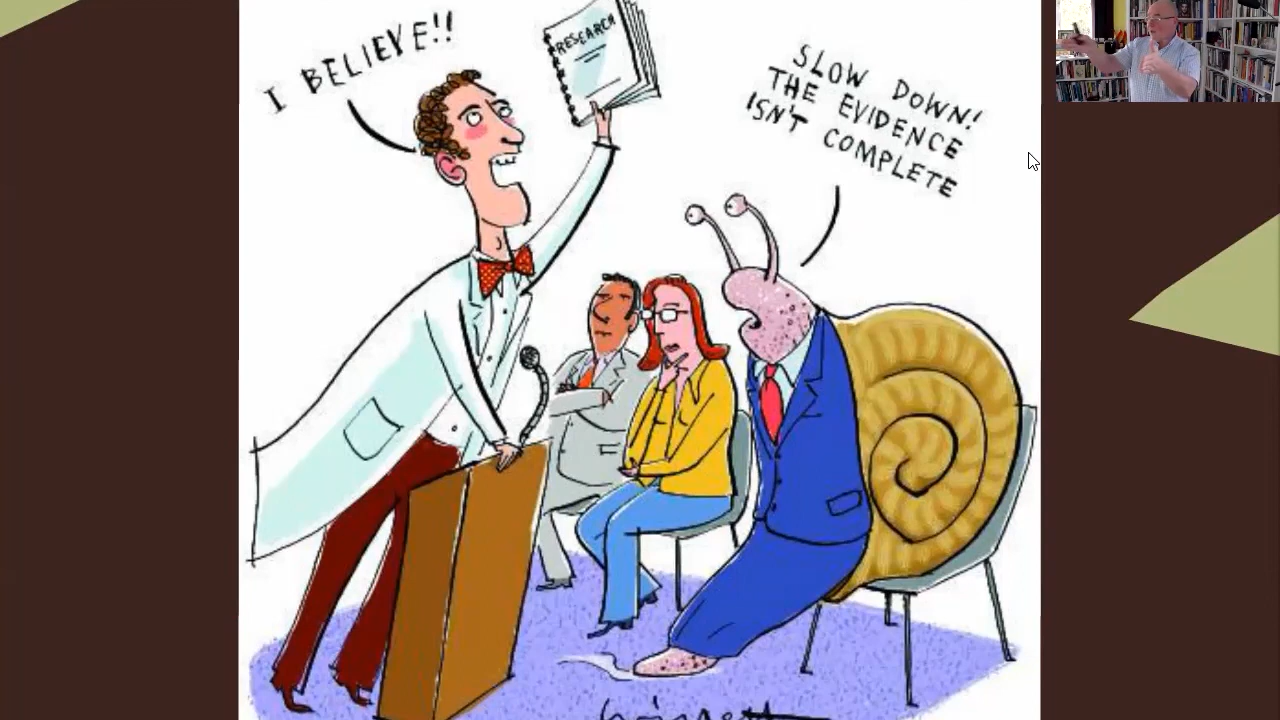 I BELIEVE!!
RESEARCH
SLOW DOWN!
THE EVIDENCE
ISN'T COMPLETE